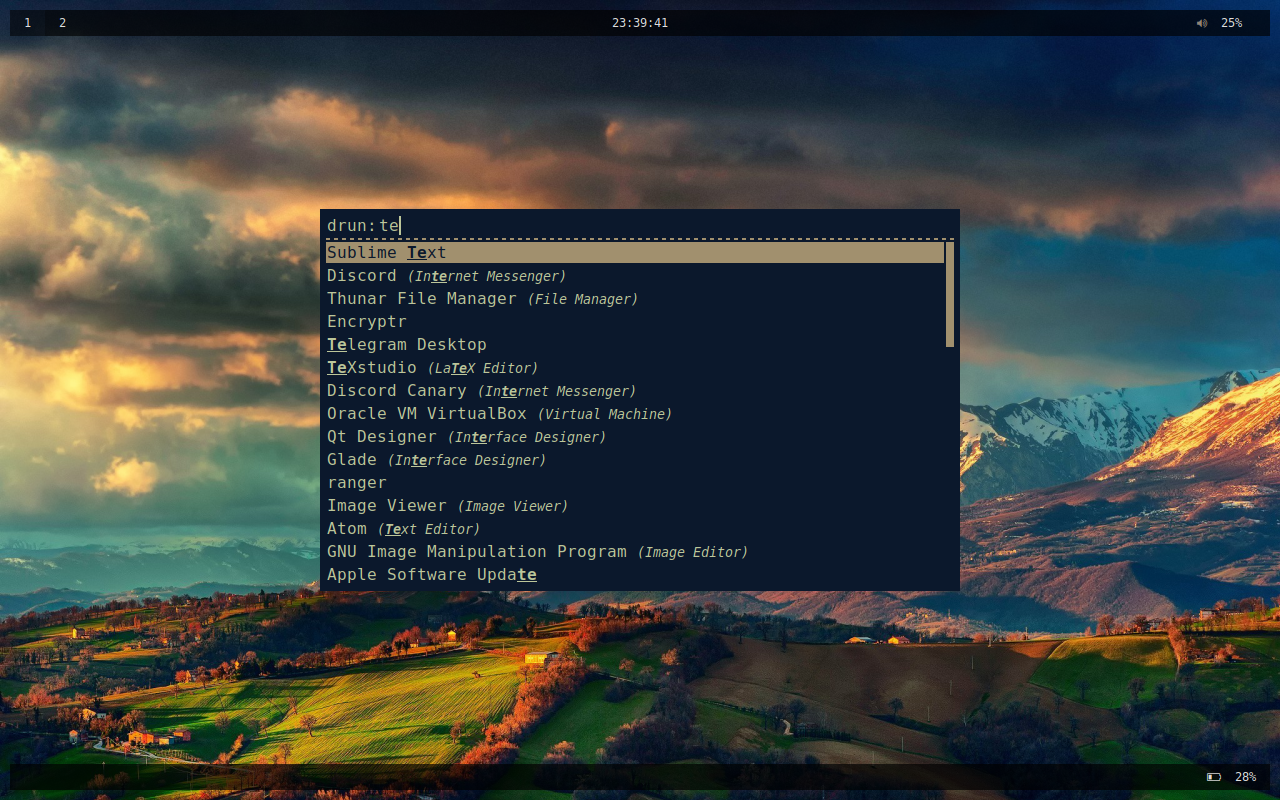 1 2 23:39:41 25%
drun: te
Sublime Text
Discord (Internet Messenger)
Thunar File Manager (File Manager)
Encryptr
Telegram Desktop
TeXstudio (LaTeX Editor)
Discord Canary (Internet Messenger)
Oracle VM VirtualBox (Virtual Machine)
Qt Designer (Interface Designer)
Glade (Interface Designer)
ranger
Image Viewer (Image Viewer)
Atom (Text Editor)
GNU Image Manipulation Program (Image Editor)
Apple Software Update
28%